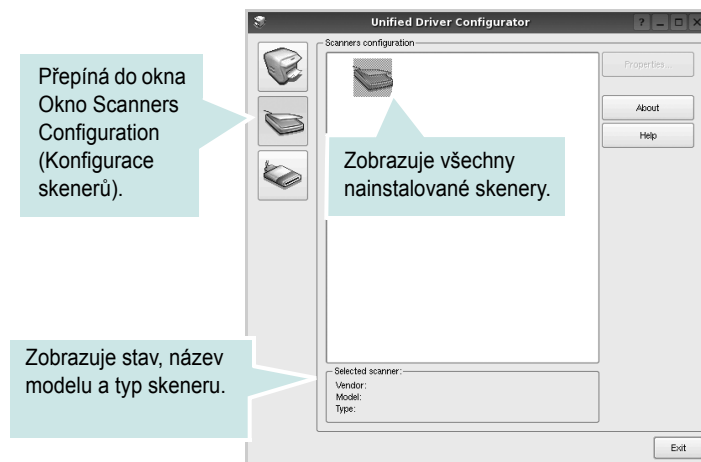 Unified Driver Configurator
Přepíná do okna
Okno Scanners
Configuration
(Konfigurace
skenerů).
Scanners configuration
Properties...
About
Help
Zobrazuje všechny
nainstalované skenery.
Zobrazuje stav, název
modelu a typ skeneru.
Selected scanner:
Vendor:
Model:
Type:
Exit